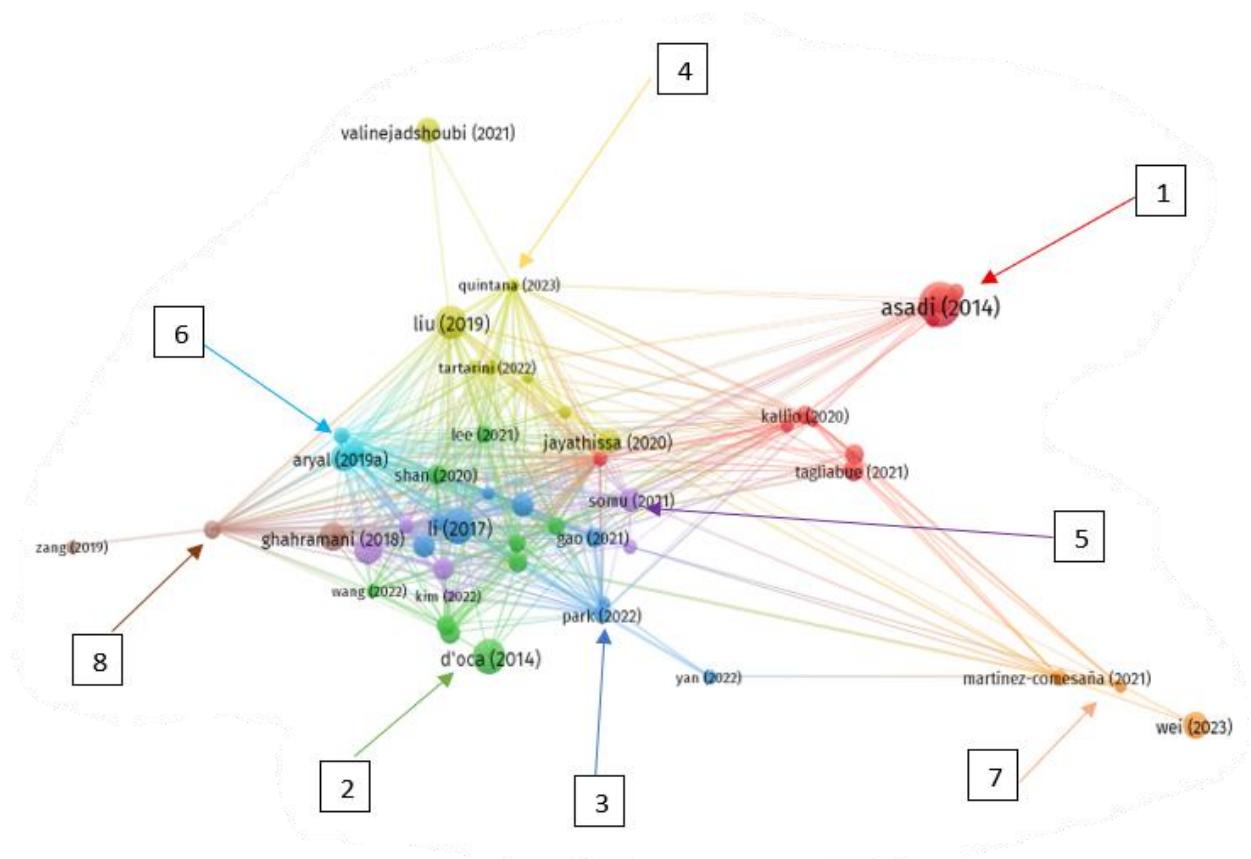 4
valinejadshoubi (2021)
1
quintana (2023)
asadi (2014)
6
liu (2019)
tartarini (2022)
kallio (2020)
lee (2021)
jayathissa (2020)
aryal (2019a)
tagliabue (2021)
shan (2020)
somu (2021)
li (2017)
ghahramani (2018)
gao (2021)
5
zang (2019)
wang (2022)
kim (2022)
park (2022)
8
d'oca (2014)
yan (2022)
martínez-comesaña (2021)
wei (2023)
7
2
3